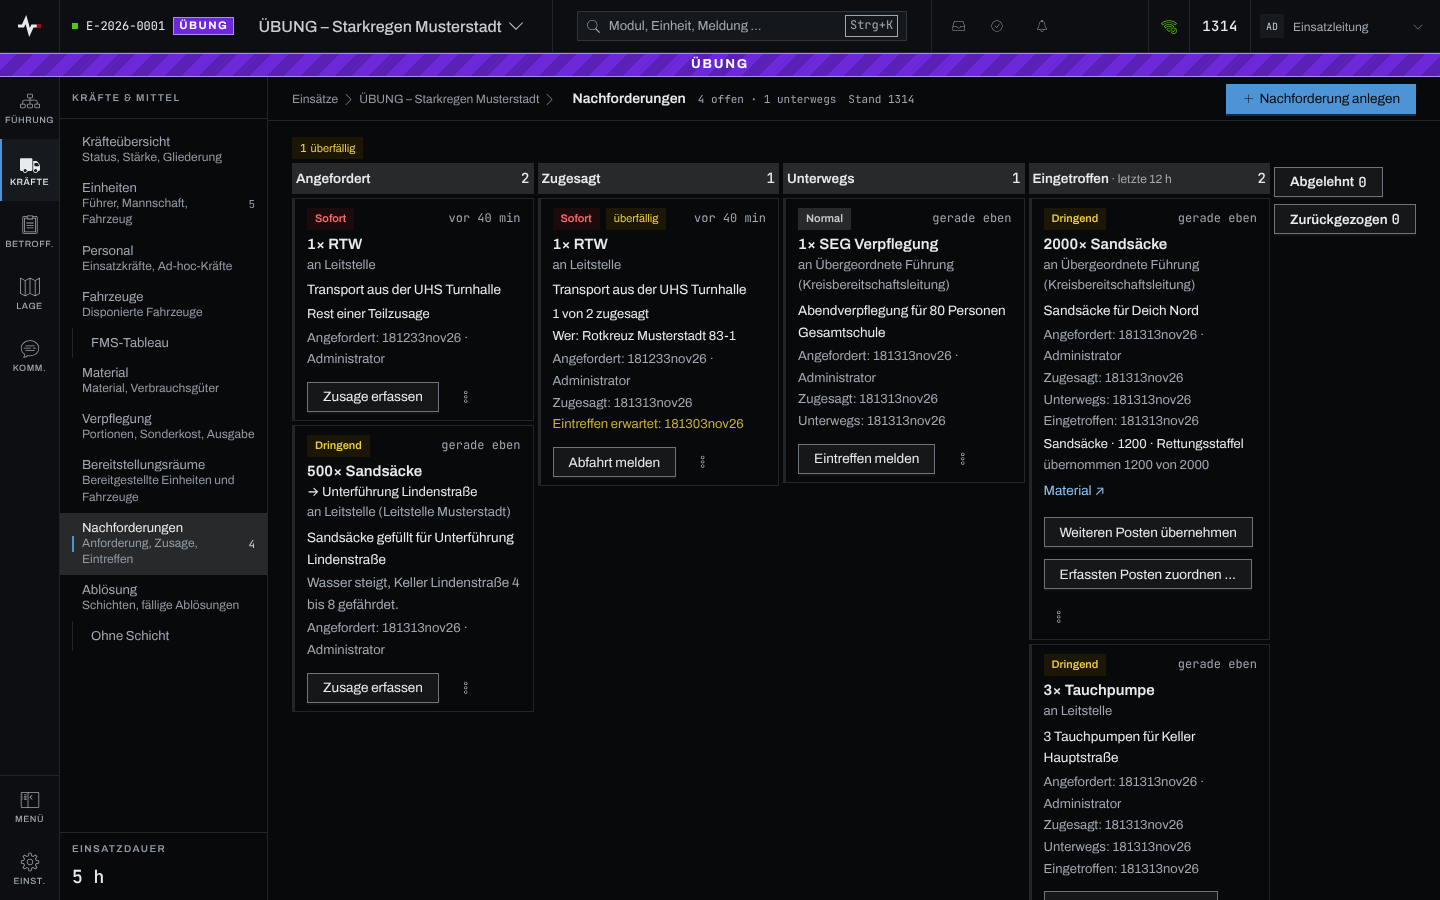 E-2026-0001 ÜBUNG
ÜBUNG – Starkregen Musterstadt
Modul, Einheit, Meldung ...
Strg+K
1314
AD Einsatzleitung
ÜBUNG
FÜHRUNG
KRÄFTE
BETROFF.
LAGE
KOMM.
MENÜ
EINST.
KRÄFTE & MITTEL
Kräfteübersicht
Status, Stärke, Gliederung
Einheiten
Führer, Mannschaft,
Fahrzeug
5
Personal
Einsatzkräfte, Ad-hoc-Kräfte
Fahrzeuge
Disponierte Fahrzeuge
FMS-Tableau
Material
Material, Verbrauchsgüter
Verpflegung
Portionen, Sonderkost, Ausgabe
Bereitstellungsräume
Bereitgestellte Einheiten und
Fahrzeuge
Nachforderungen
Anforderung, Zusage,
Eintreffen
4
Ablösung
Schichten, fällige Ablösungen
Ohne Schicht
EINSATZDAUER
5 h
Einsätze
ÜBUNG – Starkregen Musterstadt
Nachforderungen
4 offen · 1 unterwegs Stand 1314
+ Nachforderung anlegen
1 überfällig
Angefordert 2
Sofort vor 40 min
1× RTW
an Leitstelle
Transport aus der UHS Turnhalle
Rest einer Teilzusage
Angefordert: 181233nov26 ·
Administrator
Zusage erfassen
Dringend gerade eben
500× Sandsäcke
→ Unterführung Lindenstraße
an Leitstelle (Leitstelle Musterstadt)
Sandsäcke gefüllt für Unterführung
Lindenstraße
Wasser steigt, Keller Lindenstraße 4
bis 8 gefährdet.
Angefordert: 181313nov26 ·
Administrator
Zusage erfassen
Zugesagt 1
Sofort überfällig vor 40 min
1× RTW
an Leitstelle
Transport aus der UHS Turnhalle
1 von 2 zugesagt
Wer: Rotkreuz Musterstadt 83-1
Angefordert: 181233nov26 ·
Administrator
Zugesagt: 181313nov26
Eintreffen erwartet: 181303nov26
Abfahrt melden
Unterwegs 1
Normal gerade eben
1× SEG Verpflegung
an Übergeordnete Führung
(Kreisbereitschaftsleitung)
Abendverpflegung für 80 Personen
Gesamtschule
Angefordert: 181313nov26 ·
Administrator
Zugesagt: 181313nov26
Unterwegs: 181313nov26
Eintreffen melden
Eingetroffen · letzte 12 h 2
Dringend gerade eben
2000× Sandsäcke
an Übergeordnete Führung
(Kreisbereitschaftsleitung)
Sandsäcke für Deich Nord
Angefordert: 181313nov26 ·
Administrator
Zugesagt: 181313nov26
Unterwegs: 181313nov26
Eingetroffen: 181313nov26
Sandsäcke · 1200 · Rettungsstaffel
übernommen 1200 von 2000
Material ↗
Weiteren Posten übernehmen
Erfassten Posten zuordnen ...
Dringend gerade eben
3× Tauchpumpe
an Leitstelle
3 Tauchpumpen für Keller
Hauptstraße
Angefordert: 181313nov26 ·
Administrator
Zugesagt: 181313nov26
Unterwegs: 181313nov26
Eingetroffen: 181313nov26
Abgelehnt 0
Zurückgezogen 0